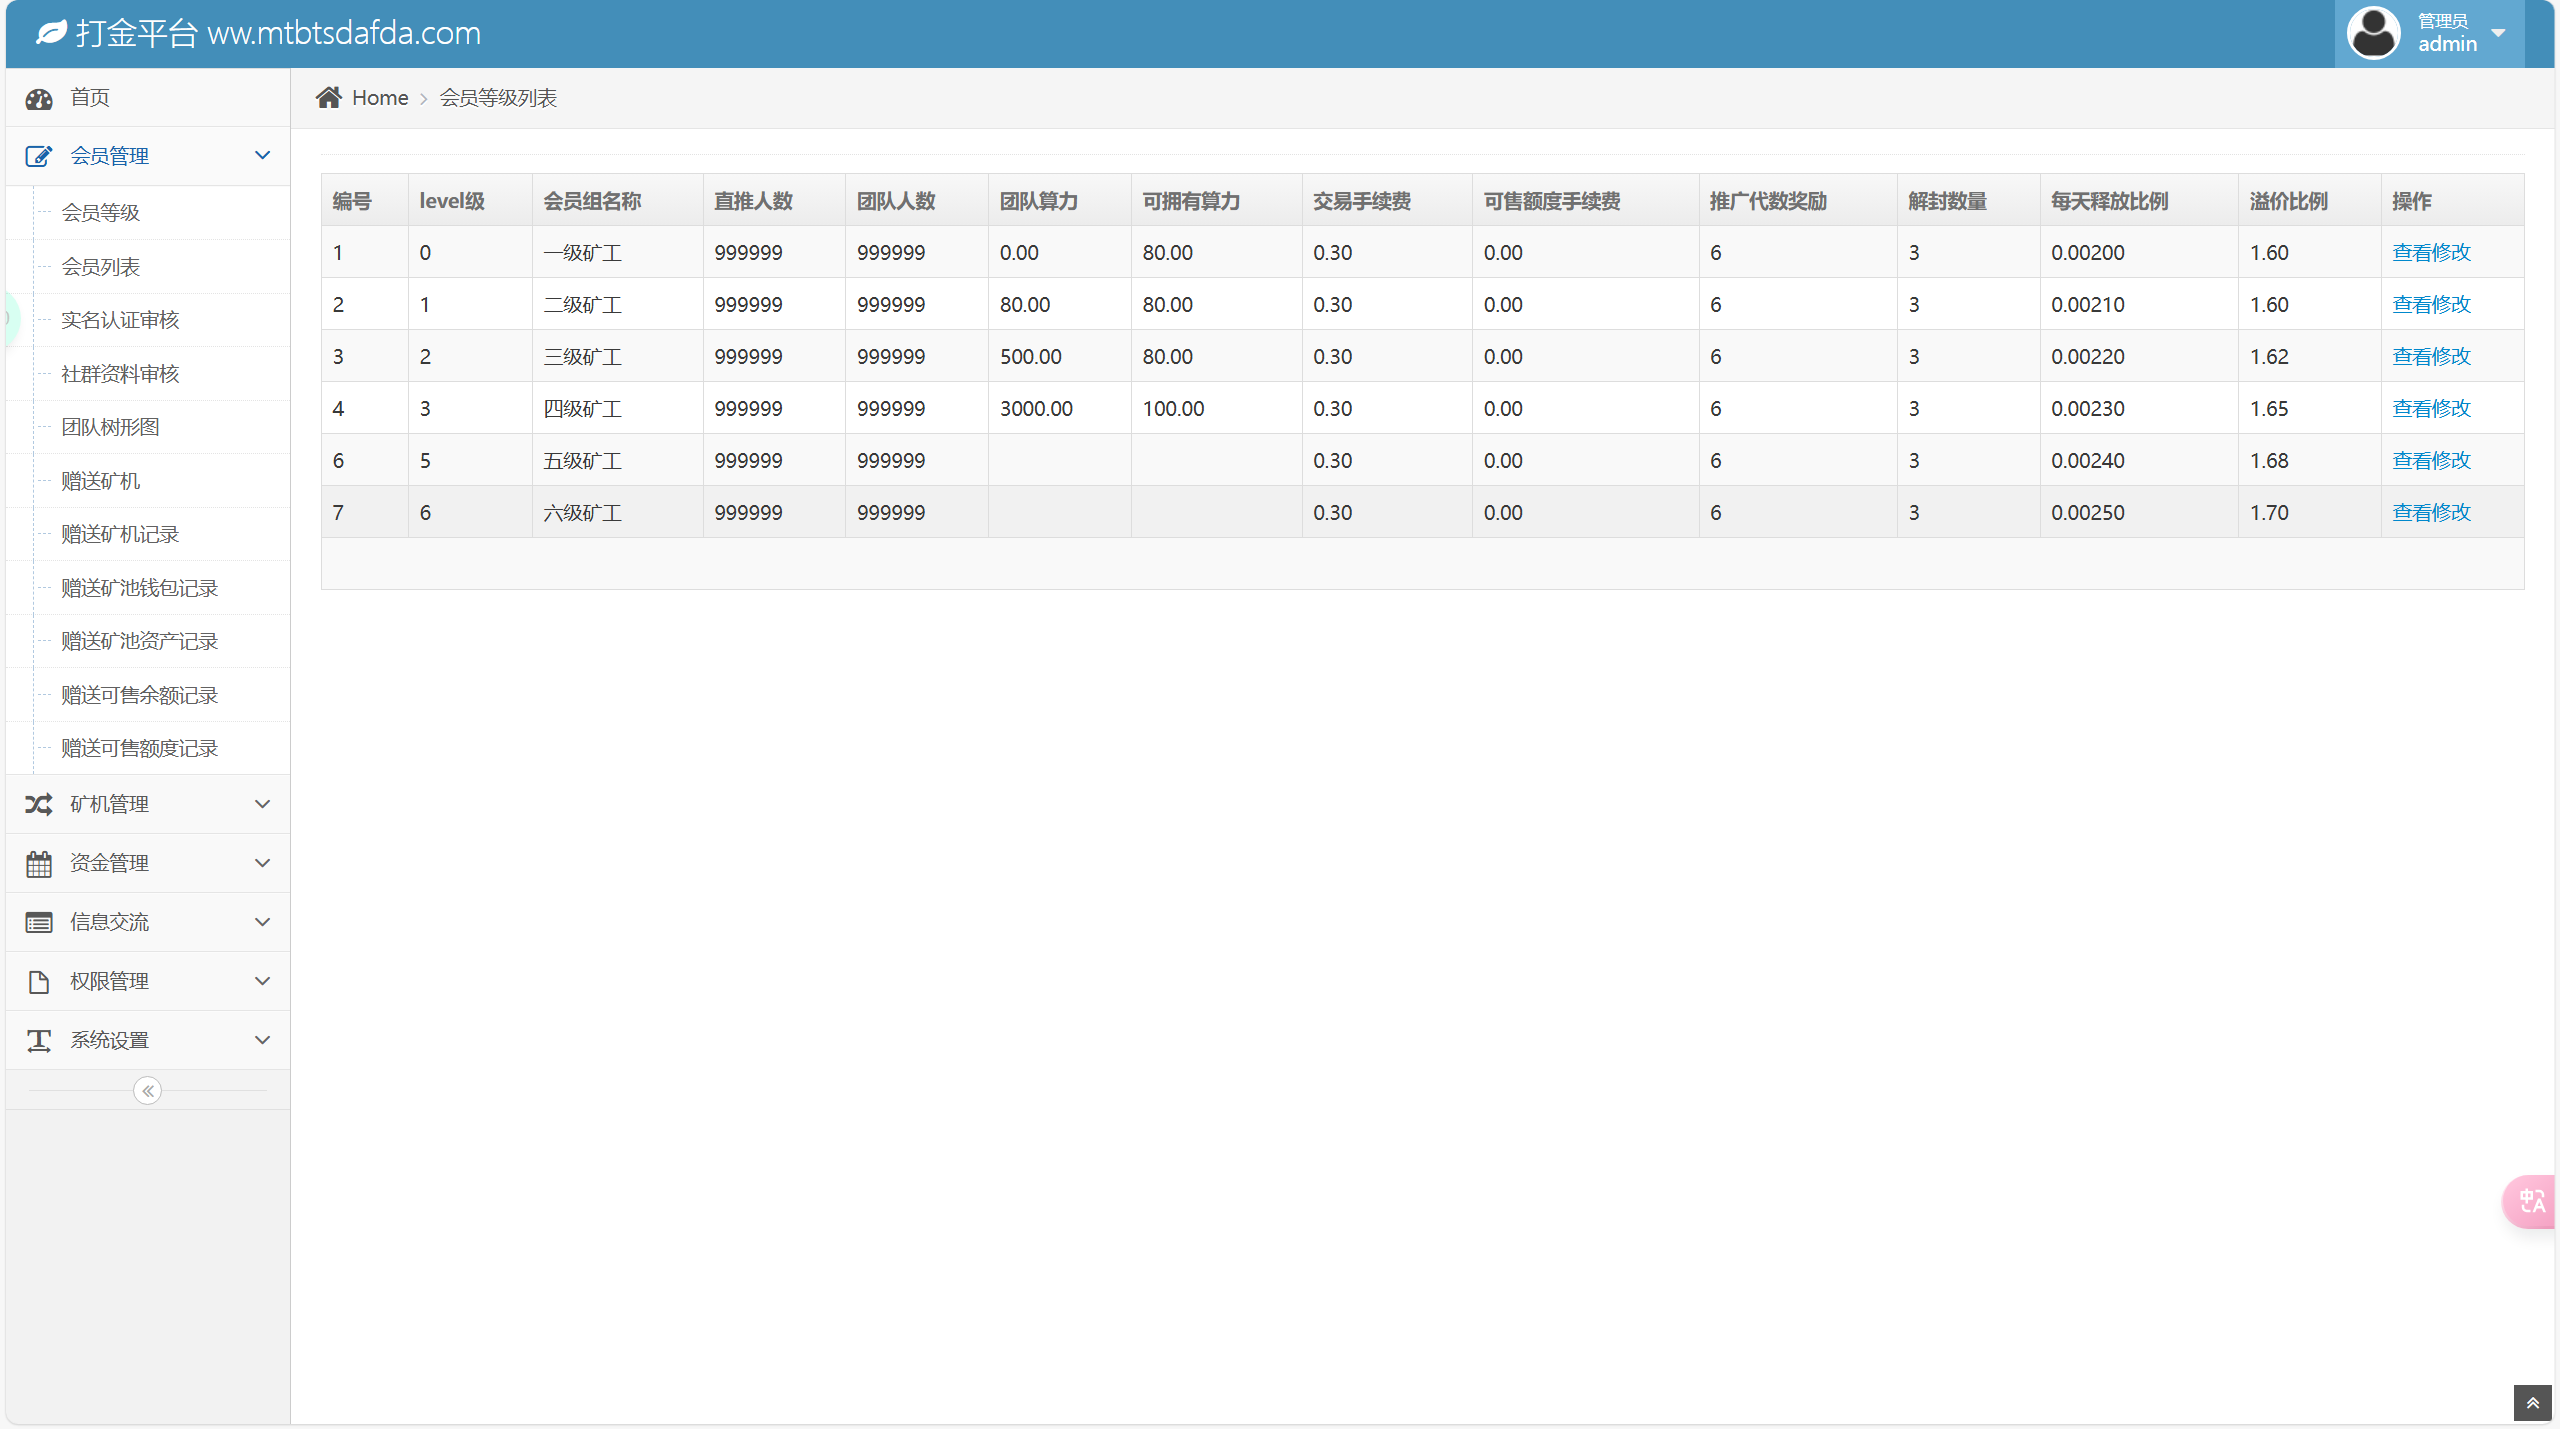 打金平台 ww.mtbtsdafda.com
管理员
admin
首页
会员管理
会员等级
会员列表
实名认证审核
社群资料审核
团队树形图
赠送矿机
赠送矿机记录
赠送矿池钱包记录
赠送矿池资产记录
赠送可售余额记录
赠送可售额度记录
矿机管理
资金管理
信息交流
权限管理
系统设置
Home 会员等级列表
编号 level级 会员组名称 直推人数 团队人数 团队算力 可拥有算力 交易手续费 可售额度手续费 推广代数奖励 解封数量 每天释放比例 溢价比例 操作
1 0 一级矿工 999999 999999 0.00 80.00 0.30 0.00 6 3 0.00200 1.60 查看修改
2 1 二级矿工 999999 999999 80.00 80.00 0.30 0.00 6 3 0.00210 1.60 查看修改
3 2 三级矿工 999999 999999 500.00 80.00 0.30 0.00 6 3 0.00220 1.62 查看修改
4 3 四级矿工 999999 999999 3000.00 100.00 0.30 0.00 6 3 0.00230 1.65 查看修改
6 5 五级矿工 999999 999999 0.30 0.00 6 3 0.00240 1.68 查看修改
7 6 六级矿工 999999 999999 0.30 0.00 6 3 0.00250 1.70 查看修改